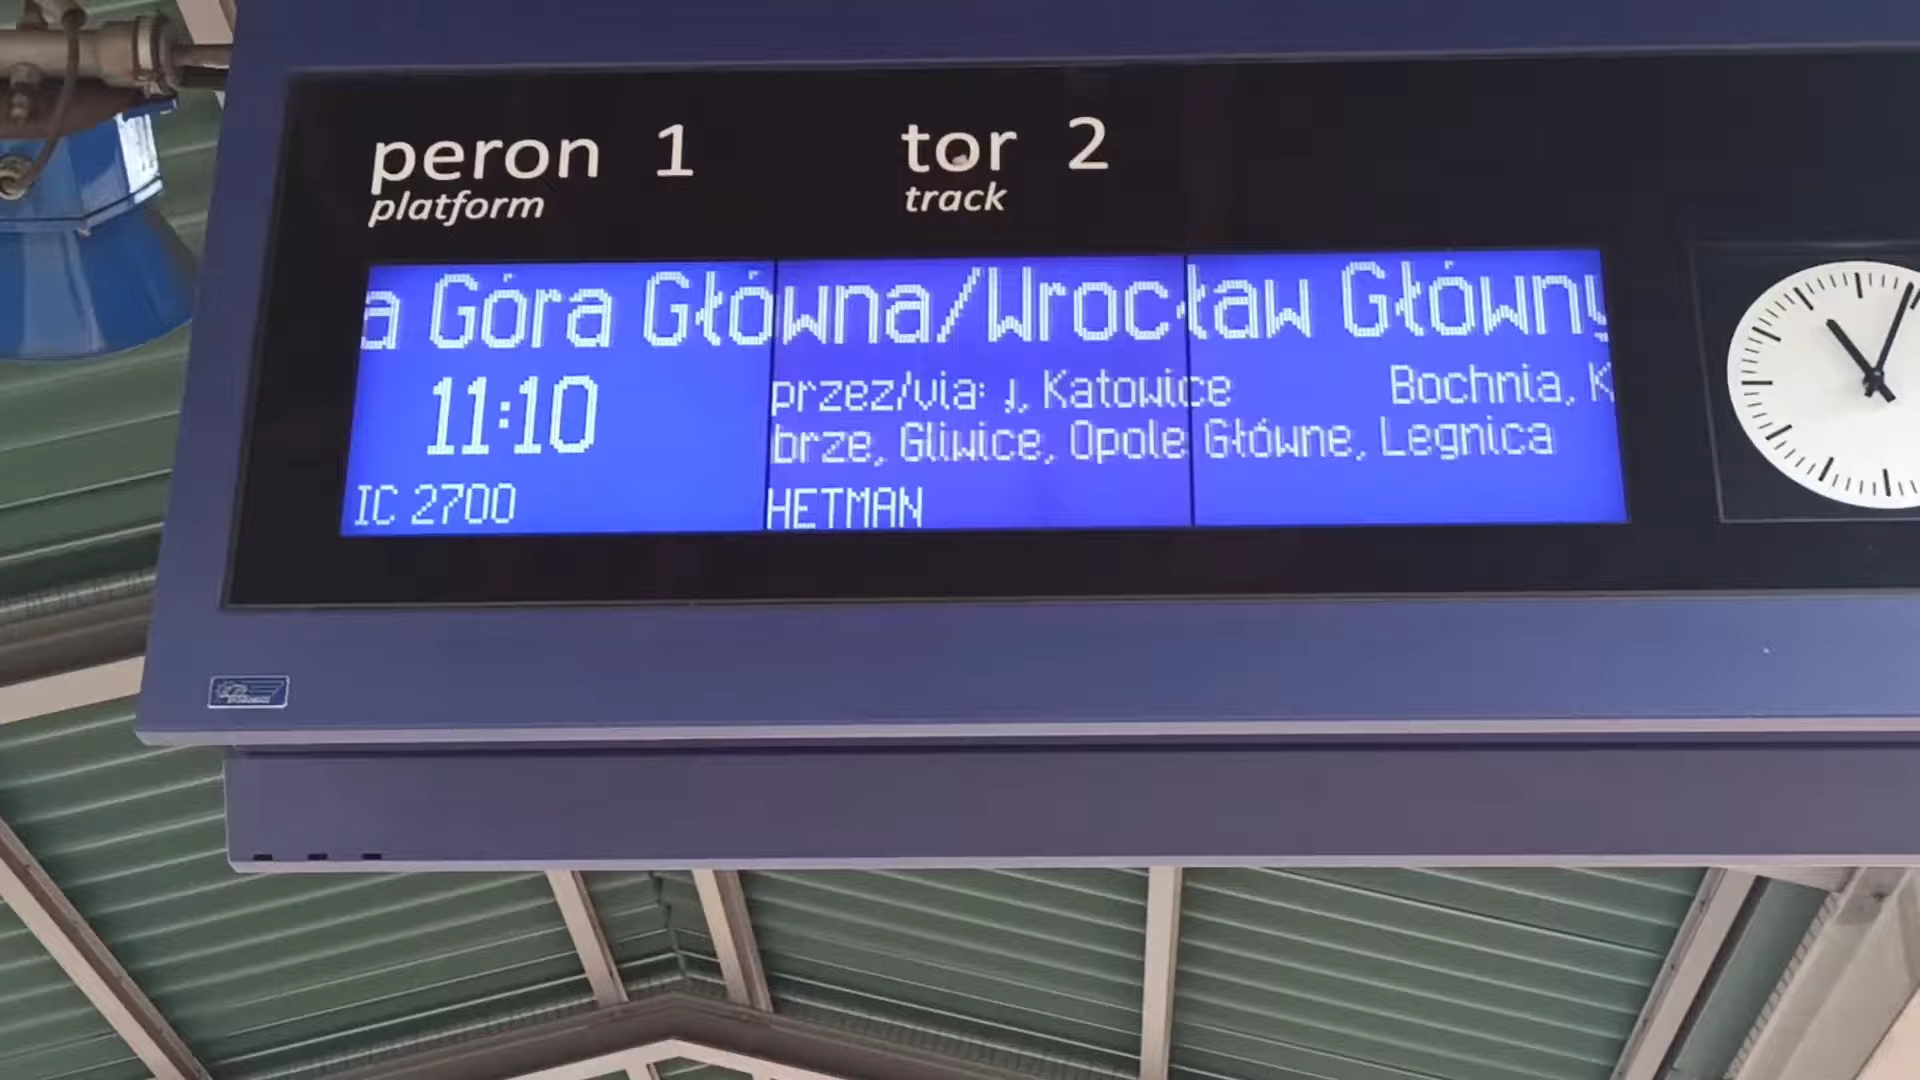 peron 1 tor 2
platform track
a Góra Główna/Wrocław Główny
11:10
przez/via: Katowice Bochnia, K
brze, Gliwice, Opole Główne, Legnica
IC 2700 HETMAN